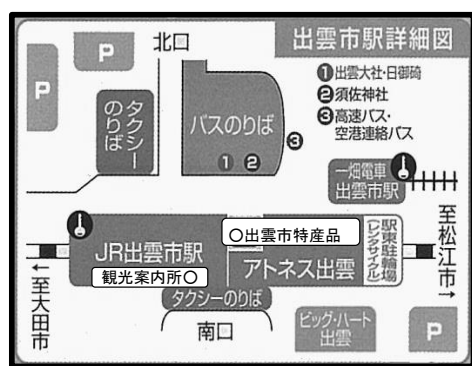 出雲市駅詳細図
北口
P
P
タクシーのりば
バスのりば
❶ ❷
❸
❶出雲大社・日御碕
❷須佐神社
❸高速バス・
空港連絡バス
一畑電車
出雲市駅
至松江市→
JR出雲市駅
観光案内所○
○出雲市特産品
アトネス出雲
駅東駐輪場
(レンタサイクル)
←至大田市
タクシーのりば
南口
ビッグ・ハート
出雲
P